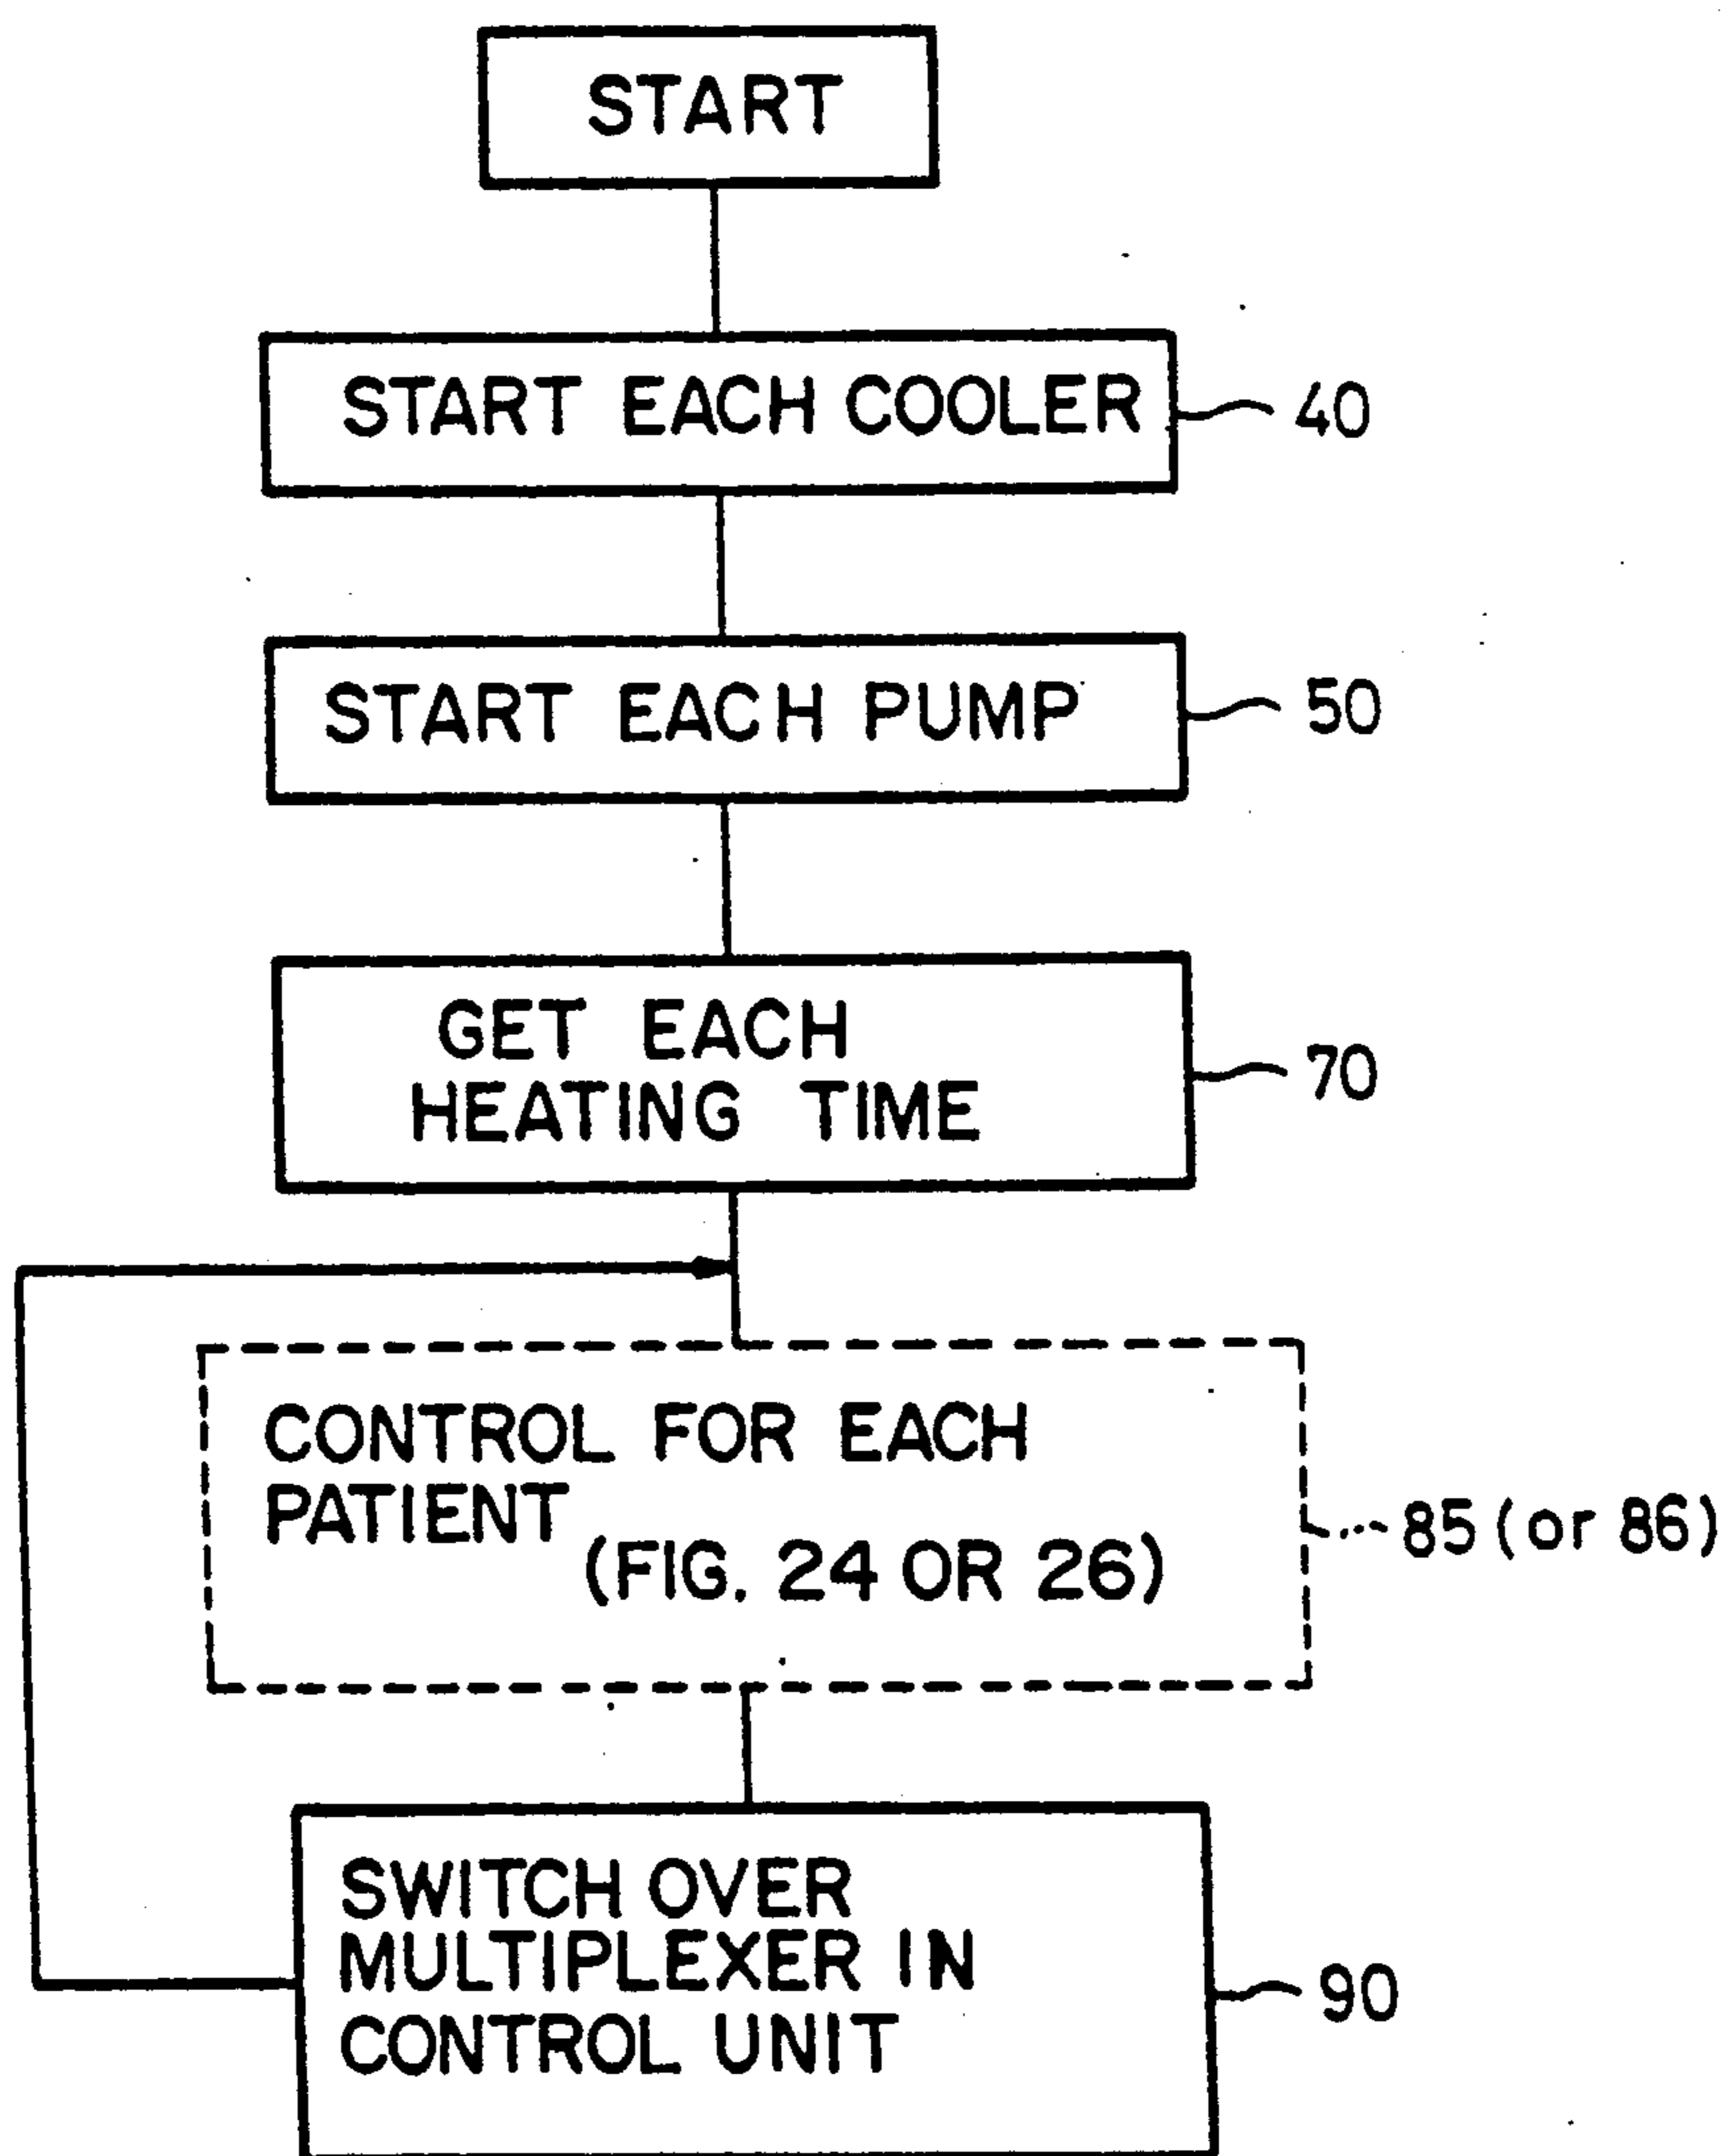 START
START EACH COOLER
40
START EACH PUMP
50
GET EACH
HEATING TIME
70
CONTROL FOR EACH
PATIENT
(FIG. 24 OR 26)
85 (or 86)
SWITCH OVER
MULTIPLEXER IN
CONTROL UNIT
90